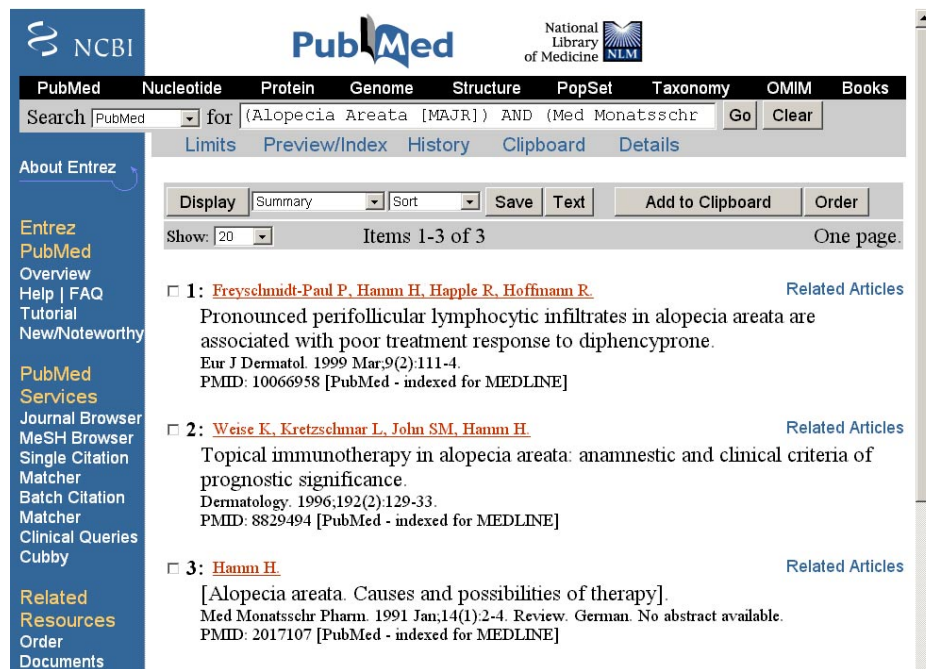 NCBI
PubMed
National
Library
of Medicine NLM
PubMed Nucleotide Protein Genome Structure PopSet Taxonomy OMIM Books
Search PubMed for (Alopecia Areata [MAJR]) AND (Med Monatsschr Go Clear
Limits Preview/Index History Clipboard Details
About Entrez
Display Summary Sort Save Text Add to Clipboard Order
Show: 20 Items 1-3 of 3 One page.
Entrez
PubMed
Overview
Help | FAQ
Tutorial
New/Noteworthy
PubMed
Services
Journal Browser
MeSH Browser
Single Citation
Matcher
Batch Citation
Matcher
Clinical Queries
Cubby
Related
Resources
Order
Documents
1: Freyschmidt-Paul P, Hamm H, Happle R, Hoffmann R. Related Articles
Pronounced perifollicular lymphocytic infiltrates in alopecia areata are
associated with poor treatment response to diphencyprone.
Eur J Dermatol. 1999 Mar;9(2):111-4.
PMID: 10066958 [PubMed - indexed for MEDLINE]
2: Weise K, Kretzschmar L, John SM, Hamm H. Related Articles
Topical immunotherapy in alopecia areata: anamnestic and clinical criteria of
prognostic significance.
Dermatology. 1996;192(2):129-33.
PMID: 8829494 [PubMed - indexed for MEDLINE]
3: Hamm H. Related Articles
[Alopecia areata. Causes and possibilities of therapy].
Med Monatsschr Pharm. 1991 Jan;14(1):2-4. Review. German. No abstract available.
PMID: 2017107 [PubMed - indexed for MEDLINE]